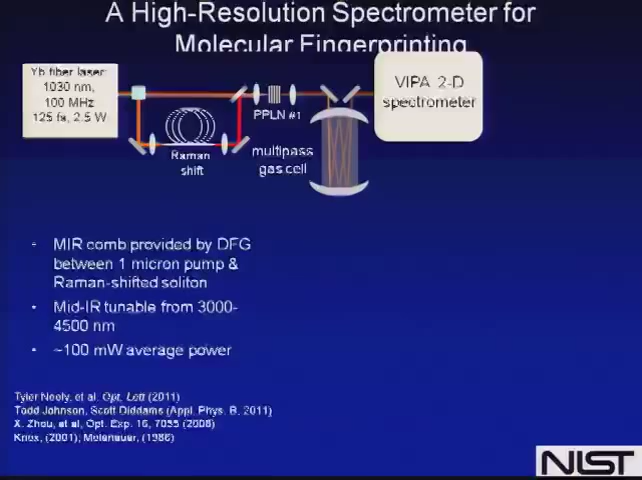 A High-Resolution Spectrometer for
Molecular Fingerprinting
Yb fiber laser
1030 nm,
100 MHz
125 fs, 2.5 W
VIPA 2-D
spectrometer
PPLN #1
Raman
shift
multipass
gas cell
• MIR comb provided by DFG
between 1 micron pump &
Raman-shifted soliton
• Mid-IR tunable from 3000-
4500 nm
• ~100 mW average power
Tyler Neely, et al. Opt. Lett (2011)
Todd Johnson, Scott Diddams (Appl. Phys. B, 2011)
X. Zhou, et al, Opt. Exp. 16, 7055 (2008)
(2001); (1986)
NIST